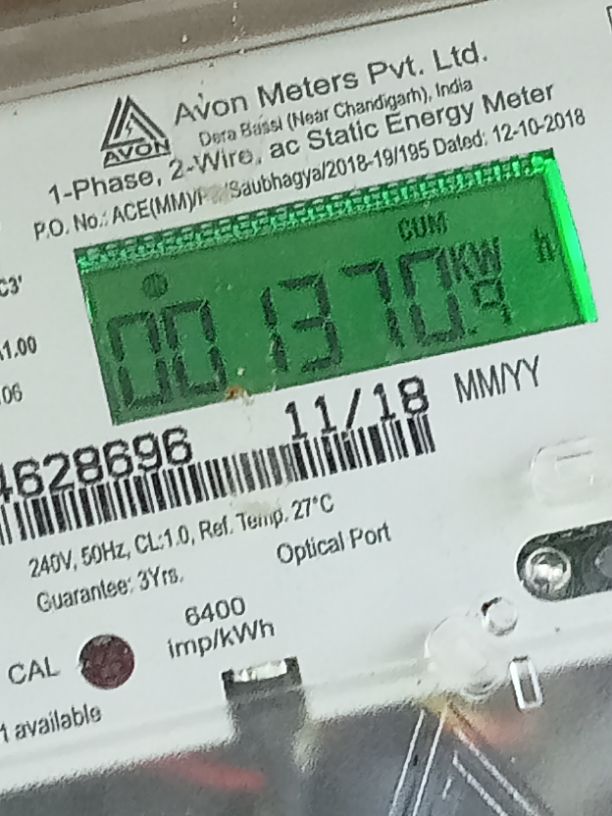 AVON
Avon Meters Pvt. Ltd.
Dera Bassi (Near Chandigarh), India
1-Phase, 2-Wire, ac Static Energy Meter
P.O. No.: ACE(MM)/ /Saubhagya/2018-19/195 Dated: 12-10-2018
C3'
1.00
.06
CUM
001370.9 KW h
4628696 11/18 MM/YY
240V, 50Hz, CL:1.0, Ref. Temp. 27°C
Guarantee: 3Yrs.
Optical Port
6400
imp/kWh
CAL
available